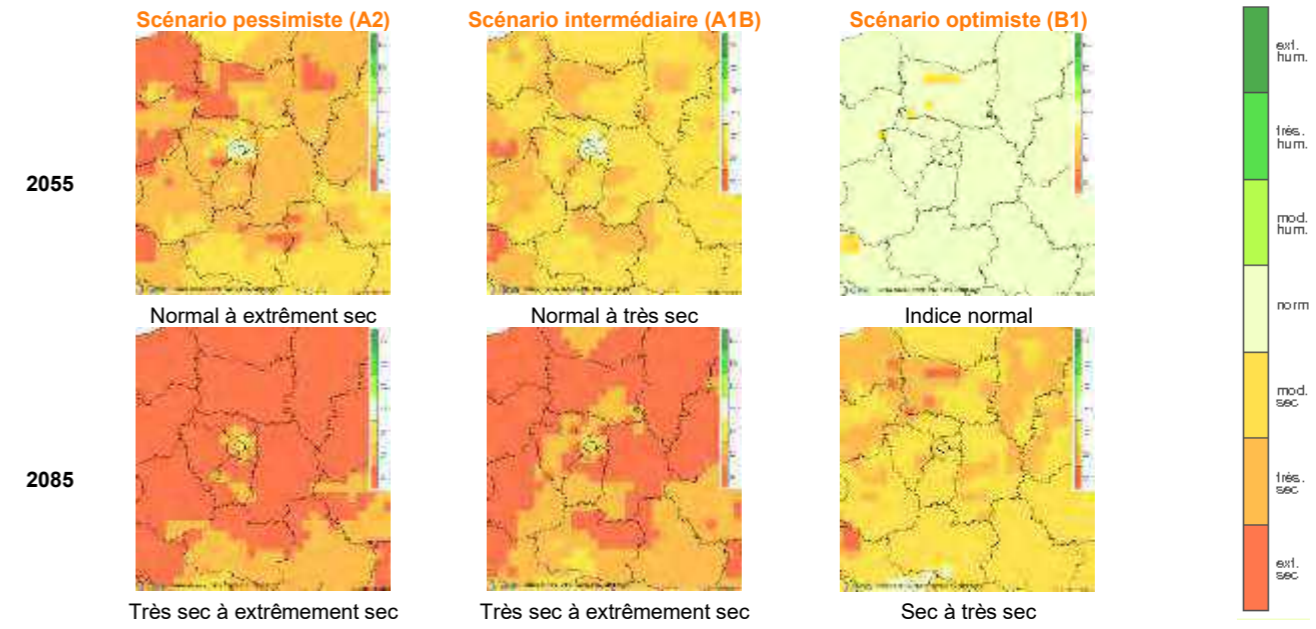 Scénario pessimiste (A2)
Scénario intermédiaire (A1B)
Scénario optimiste (B1)
2055
Normal à extrêment sec
Normal à très sec
Indice normal
2085
Très sec à extrêmement sec
Très sec à extrêmement sec
Sec à très sec
ext.
hum.
très.
hum.
mod.
hum.
norm
mod.
sec
très.
sec
ext.
sec